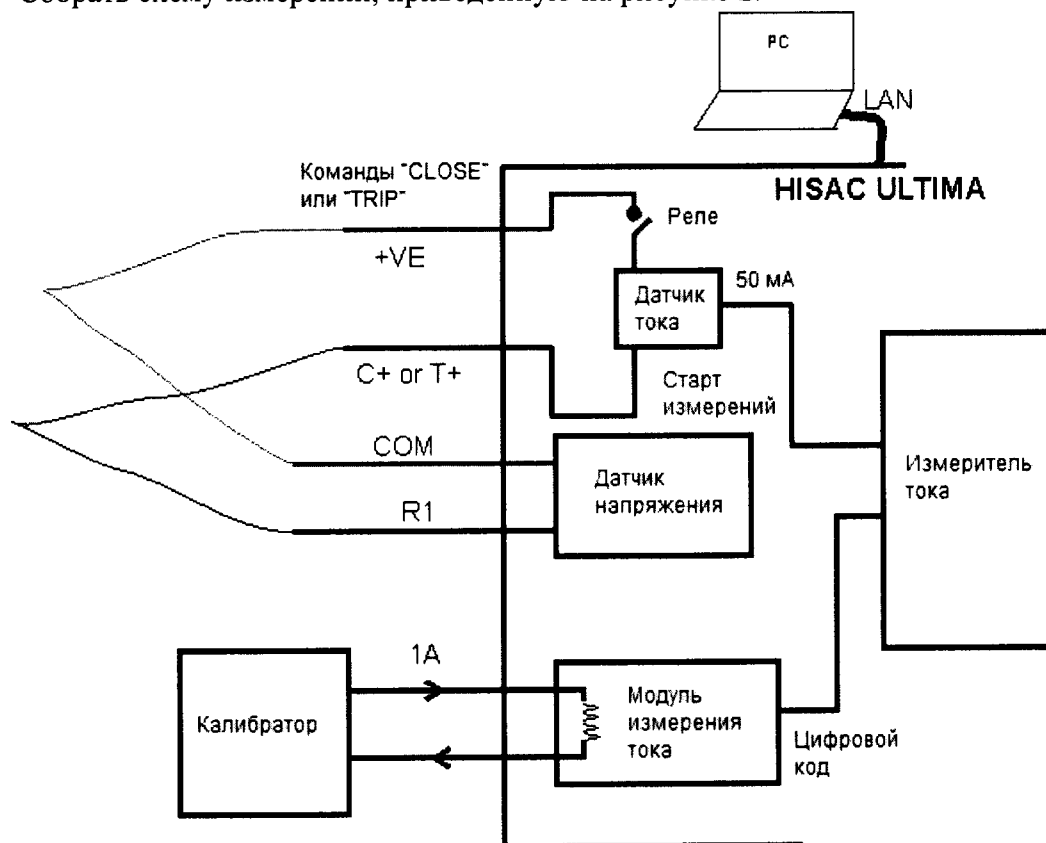 PC
LAN
HISAC ULTIMA
Команды "CLOSE"
или "TRIP"
Реле
+VE
Датчик
тока
50 мА
C+ or T+
Старт
измерений
COM
Датчик
напряжения
R1
Измеритель
тока
1A
Калибратор
Модуль
измерения
тока
Цифровой
код